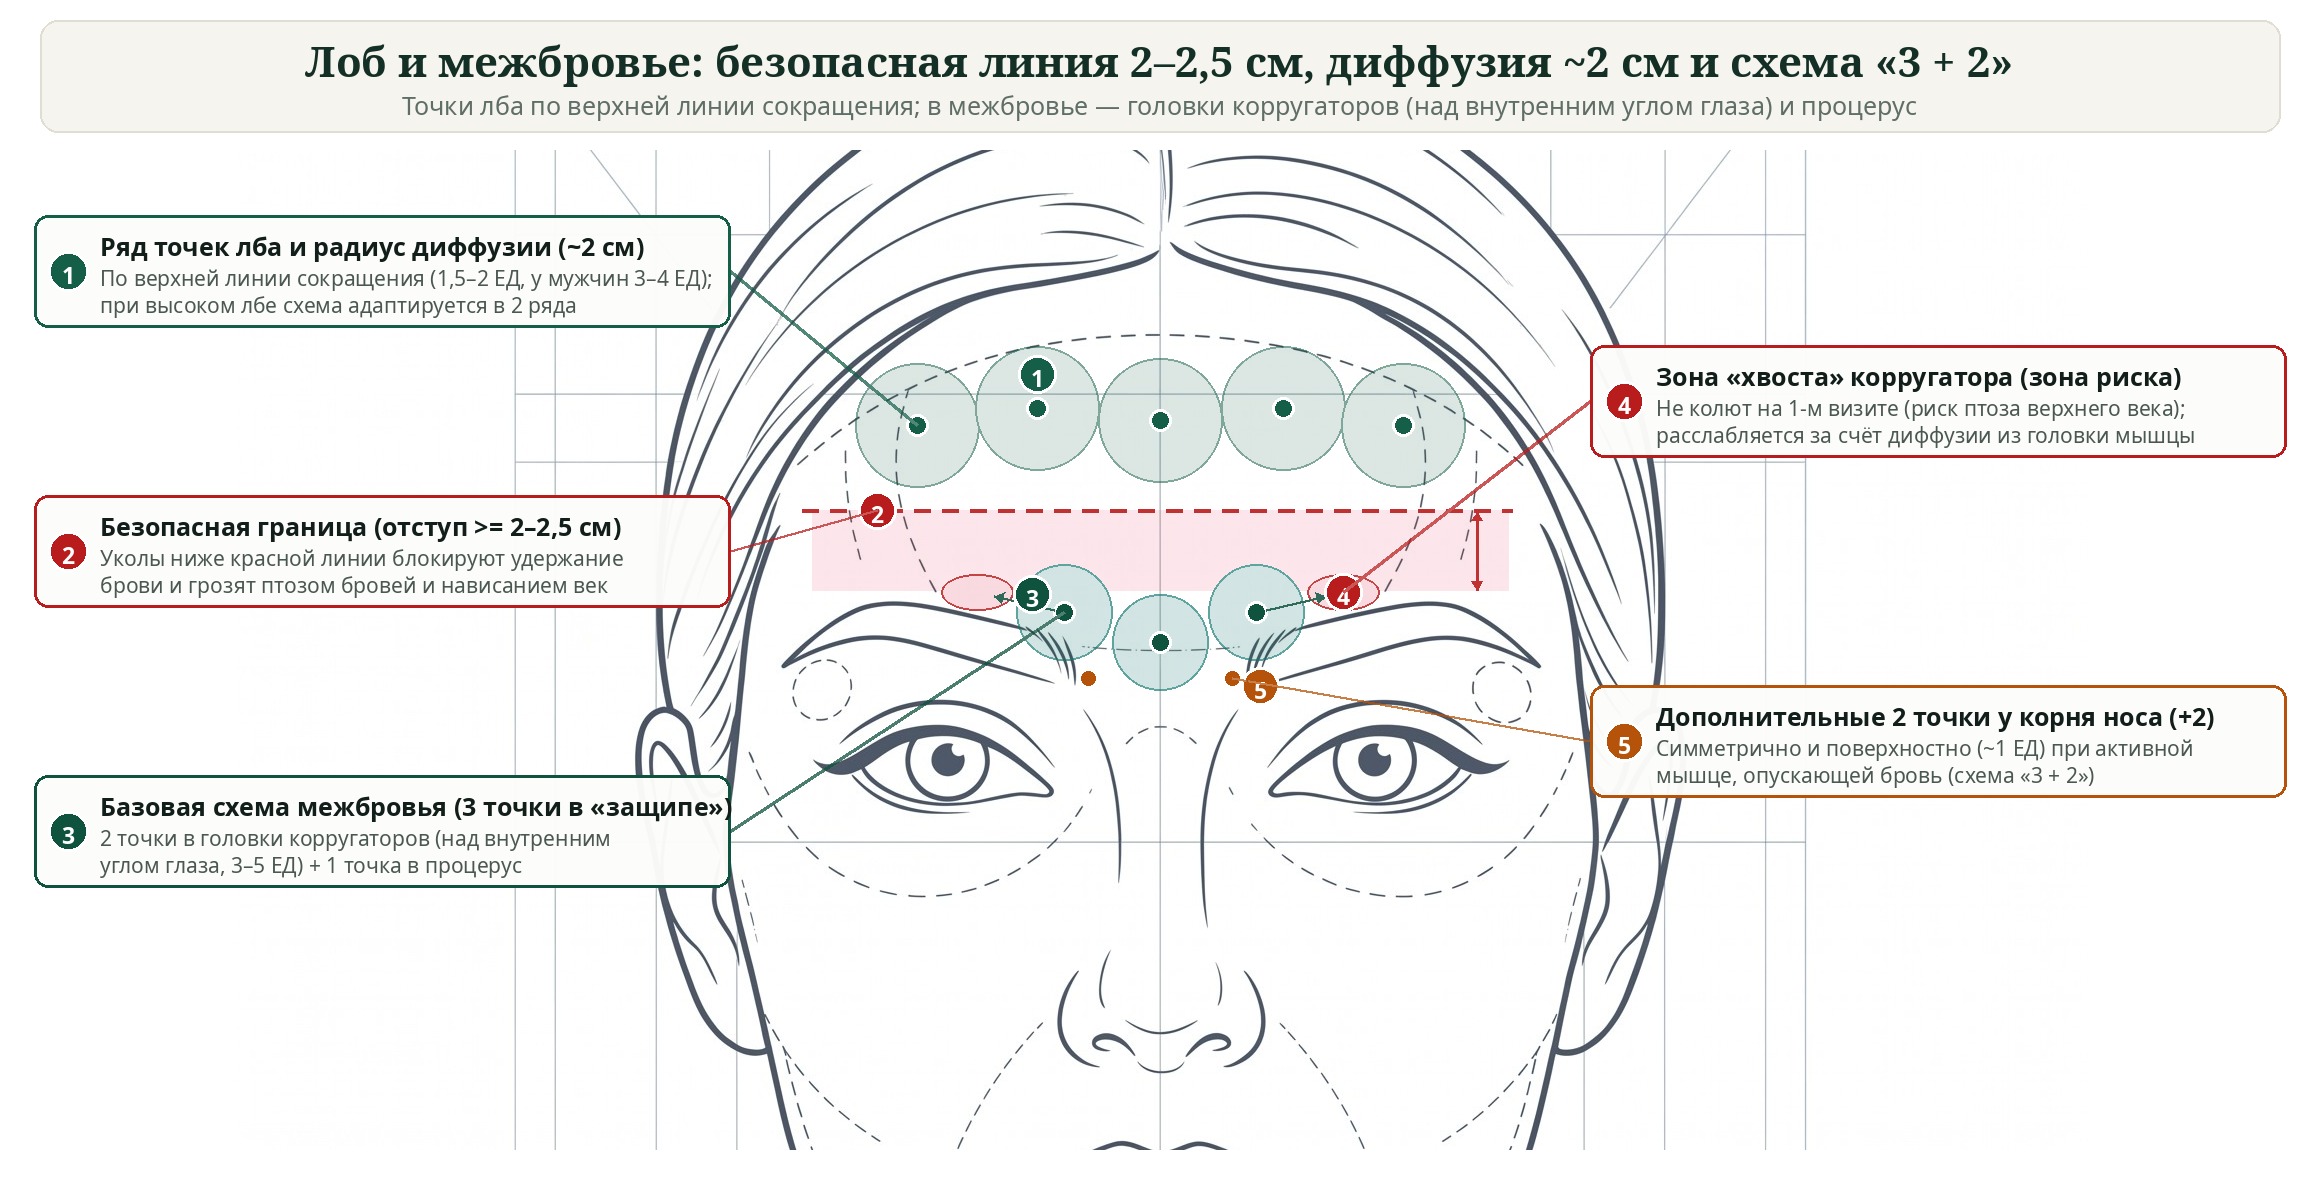 Лоб и межбровье: безопасная линия 2–2,5 см, диффузия ~2 см и схема «3 + 2»
Точки лба по верхней линии сокращения; в межбровье — головки корругаторов (над внутренним углом глаза) и процерус
1
Ряд точек лба и радиус диффузии (~2 см)
По верхней линии сокращения (1,5–2 ЕД, у мужчин 3–4 ЕД);
при высоком лбе схема адаптируется в 2 ряда
2
Безопасная граница (отступ >= 2–2,5 см)
Уколы ниже красной линии блокируют удержание
брови и грозят птозом бровей и нависанием век
3
Базовая схема межбровья (3 точки в «защипе»)
2 точки в головки корругаторов (над внутренним
углом глаза, 3–5 ЕД) + 1 точка в процерус
1
2
3
4
5
4
Зона «хвоста» корругатора (зона риска)
Не колют на 1-м визите (риск птоза верхнего века);
расслабляется за счёт диффузии из головки мышцы
5
Дополнительные 2 точки у корня носа (+2)
Симметрично и поверхностно (~1 ЕД) при активной
мышце, опускающей бровь (схема «3 + 2»)